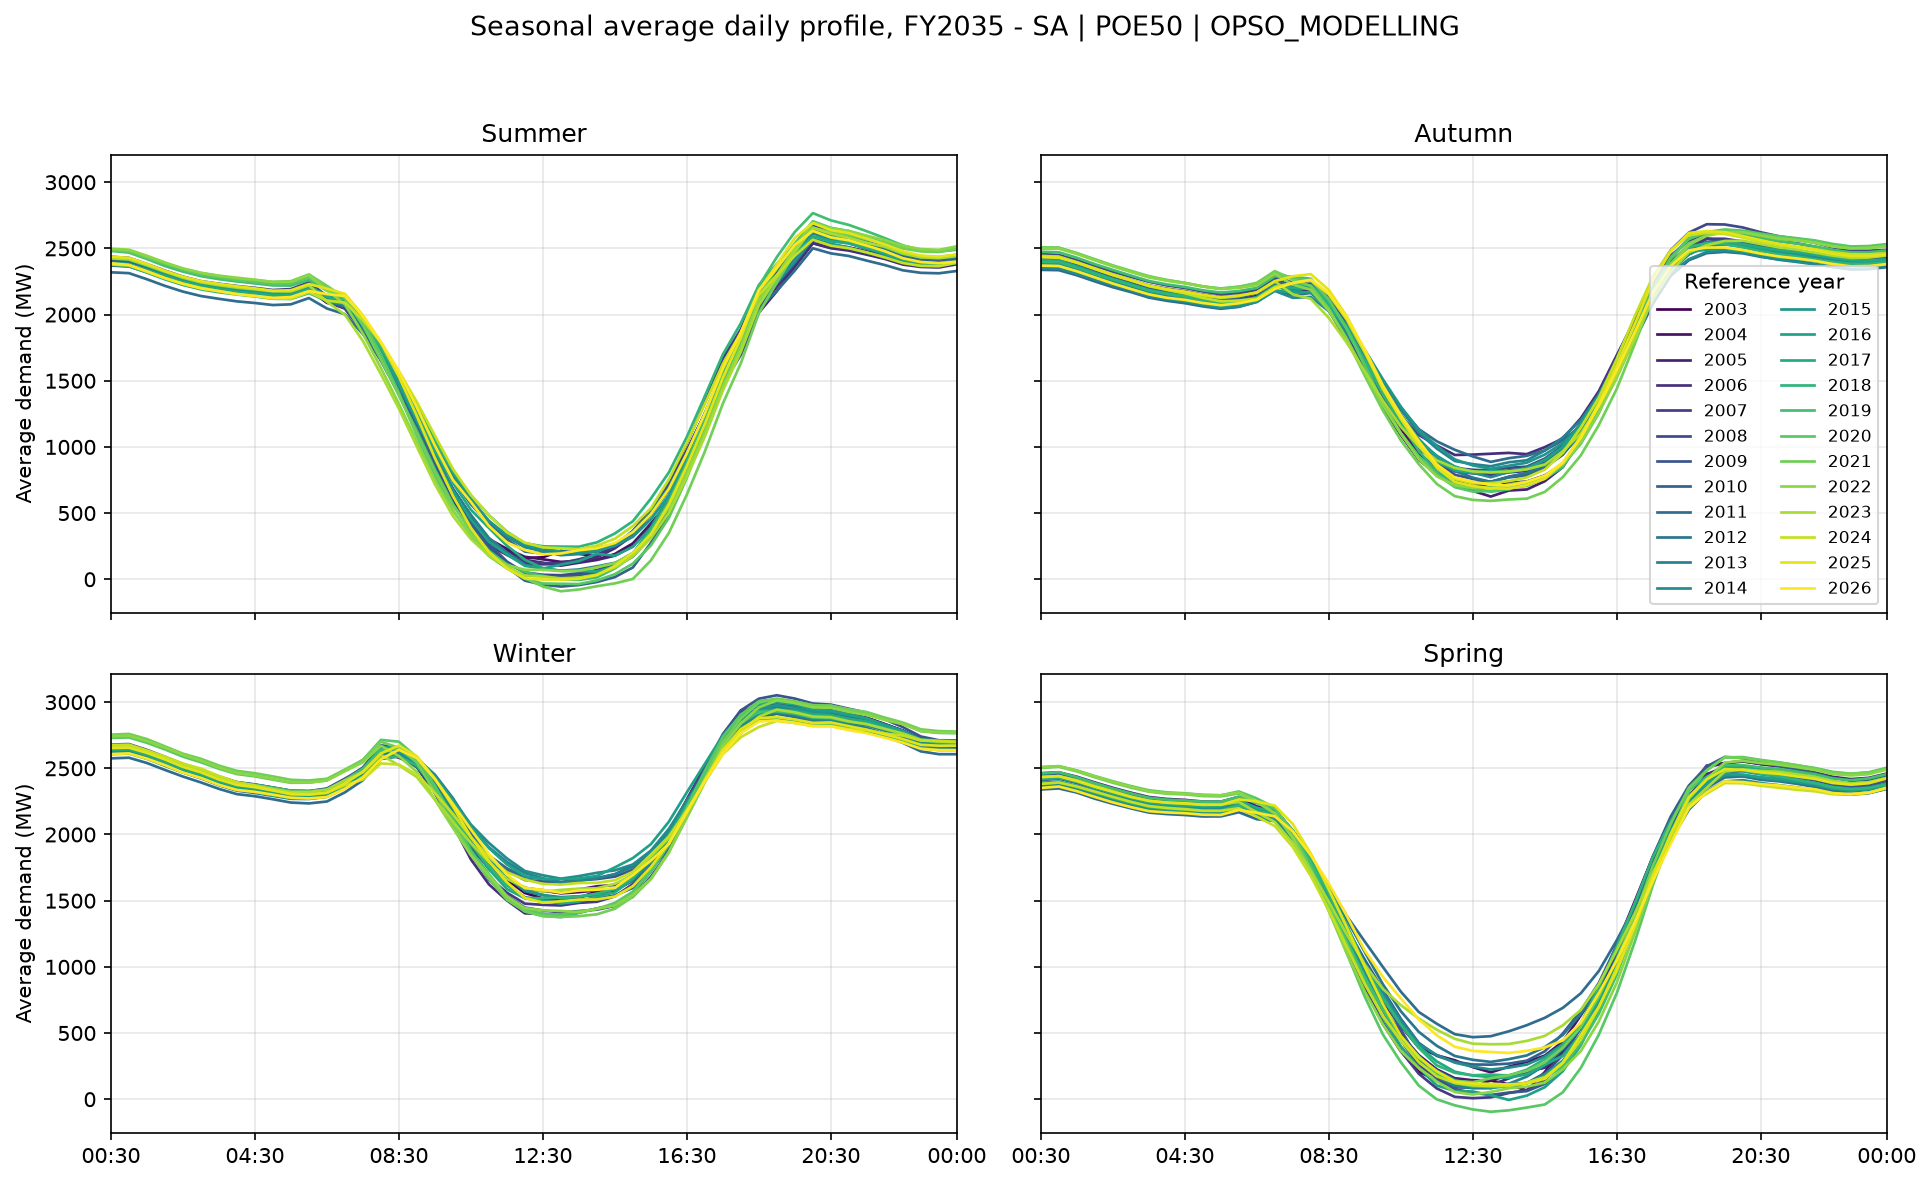 Seasonal average daily profile, FY2035 - SA | POE50 | OPSO_MODELLING
Summer
Average demand (MW)
3000
2500
2000
1500
1000
500
0
Autumn
Reference year
2003 2015
2004 2016
2005 2017
2006 2018
2007 2019
2008 2020
2009 2021
2010 2022
2011 2023
2012 2024
2013 2025
2014 2026
Winter
Average demand (MW)
3000
2500
2000
1500
1000
500
0
00:30 04:30 08:30 12:30 16:30 20:30 00:00
Spring
00:30 04:30 08:30 12:30 16:30 20:30 00:00